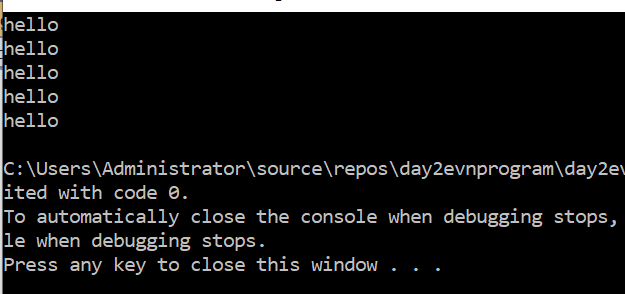 hello
hello
hello
hello
hello
C:\Users\Administrator\source\repos\day2evnprogram\day2ev
ited with code 0.
To automatically close the console when debugging stops,
le when debugging stops.
Press any key to close this window . . .